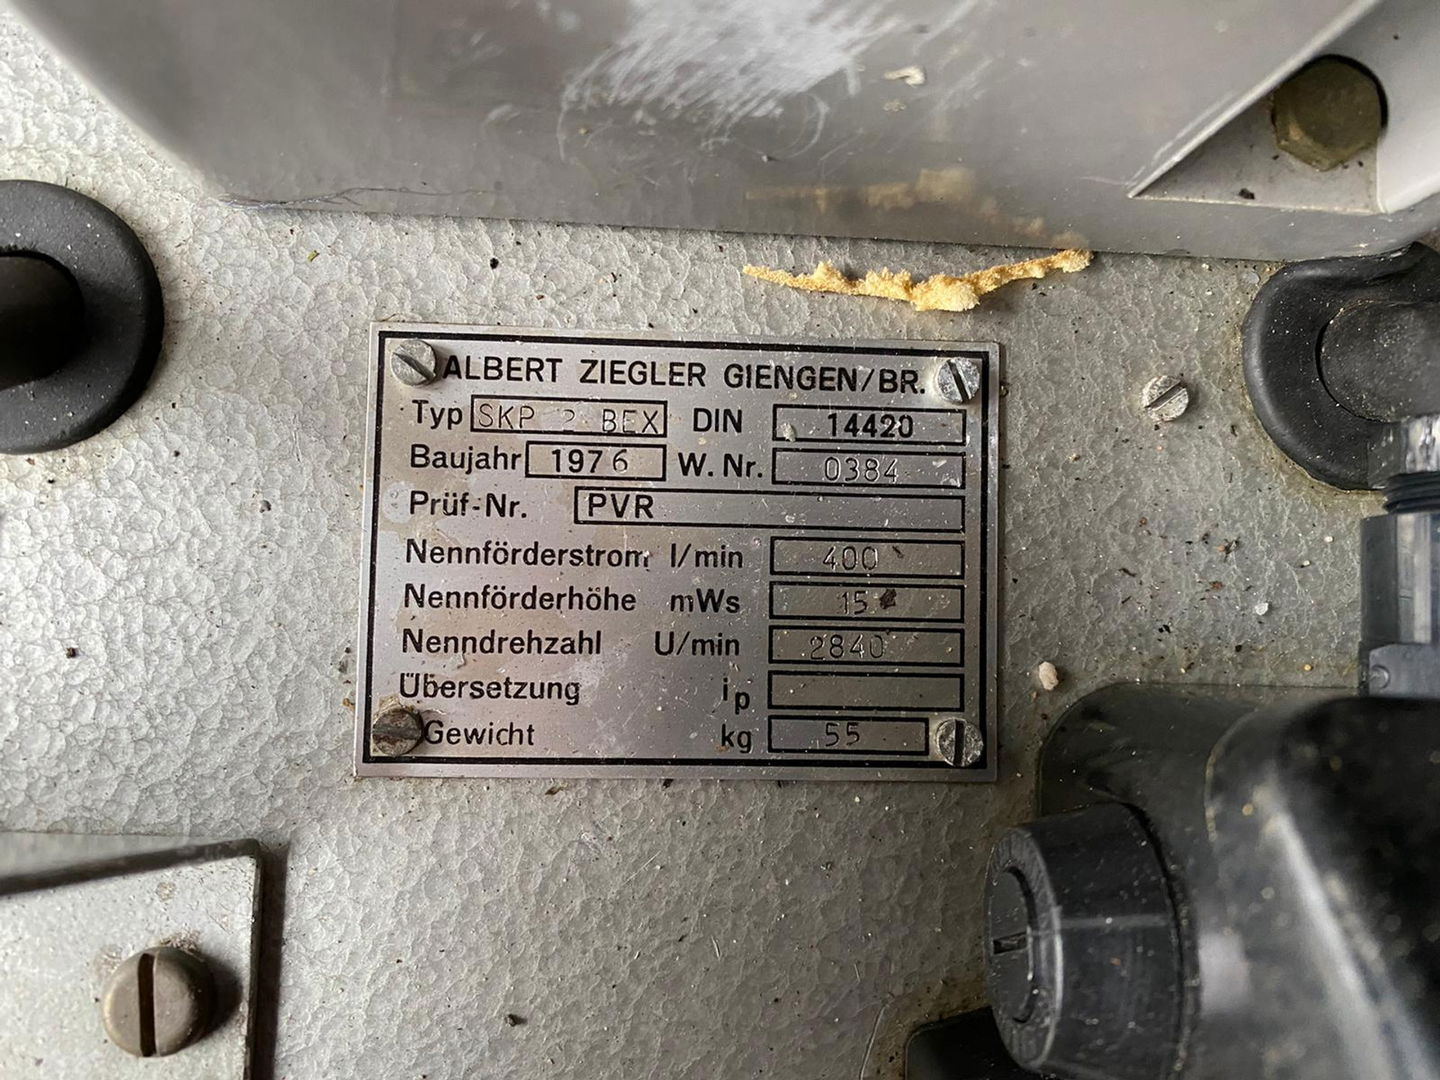 ALBERT ZIEGLER GIENGEN/BR.
Typ SKP 2 BEX DIN 14420
Baujahr 1976 W. Nr. 0384
Prüf-Nr. PVR
Nennförderstrom l/min 400
Nennförderhöhe mWs 15
Nenndrehzahl U/min 2840
Übersetzung ip
Gewicht kg 55